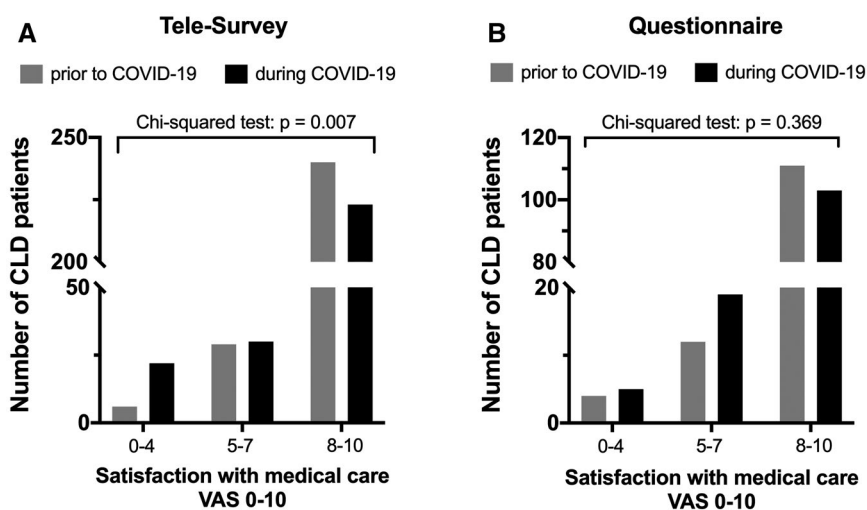 A
Tele-Survey
prior to COVID-19
during COVID-19
Chi-squared test: p = 0.007
Number of CLD patients
250
200
50
0
0-4
5-7
8-10
Satisfaction with medical care
VAS 0-10
B
Questionnaire
prior to COVID-19
during COVID-19
Chi-squared test: p = 0.369
Number of CLD patients
120
100
80
20
0
0-4
5-7
8-10
Satisfaction with medical care
VAS 0-10